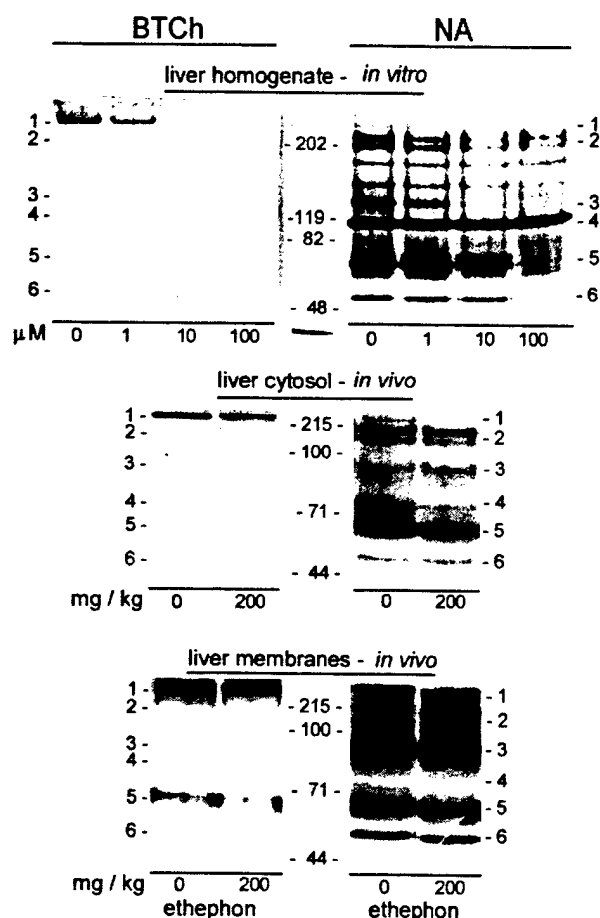 BTCh NA
liver homogenate - in vitro
1 - - 1
2 - - 202 - - 2
3 - - 3
4 - - 119 - - 4
- 82 -
5 - - 5
6 - - 6
- 48 -
μM 0 1 10 100 0 1 10 100
liver cytosol - in vivo
1 - - 215 - - 1
2 - - 2
- 100 -
3 - - 3
4 - - 4
- 71 -
5 - - 5
6 - - 6
- 44 -
mg / kg 0 200 0 200
liver membranes - in vivo
1 - - 1
2 - - 215 - - 2
- 100 -
3 - - 3
4 - - 4
- 71 -
5 - - 5
6 - - 6
- 44 -
mg / kg 0 200 0 200
ethephon ethephon